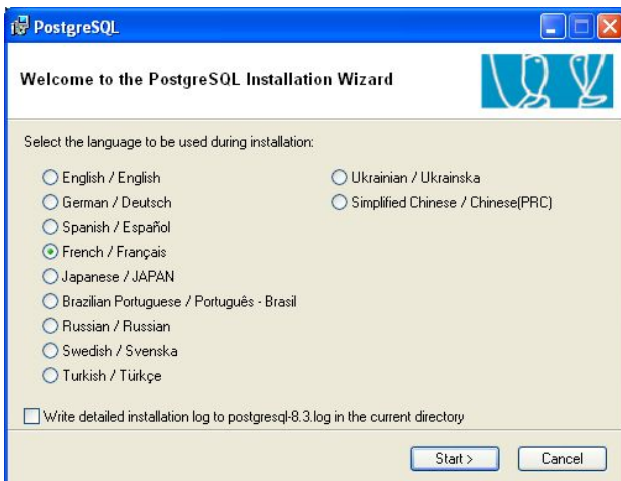 PostgreSQL
Welcome to the PostgreSQL Installation Wizard
Select the language to be used during installation:
English / English
German / Deutsch
Spanish / Español
French / Français
Japanese / JAPAN
Brazilian Portuguese / Português - Brasil
Russian / Russian
Swedish / Svenska
Turkish / Türkçe
Ukrainian / Ukrainska
Simplified Chinese / Chinese(PRC)
Write detailed installation log to postgresql-8.3.log in the current directory
Start >
Cancel